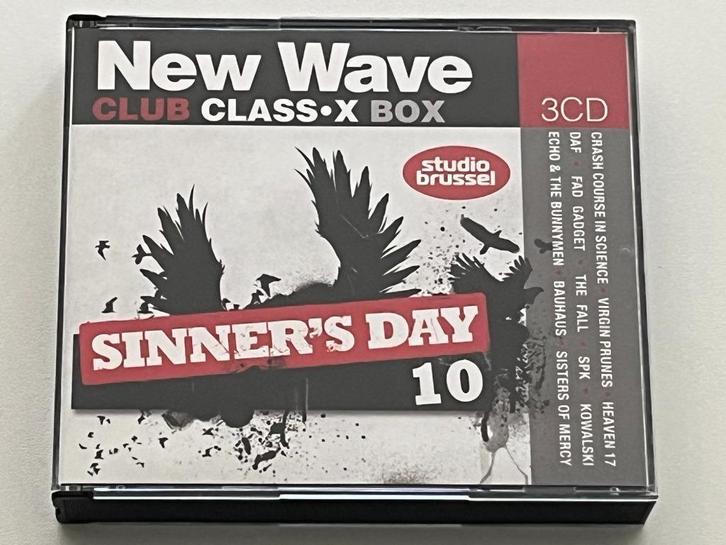 New Wave
CLUB CLASS•X BOX
3CD
studio
brussel
SINNER'S DAY
10
CRASH COURSE IN SCIENCE • VIRGIN PRUNES HEAVEN 17
DAF • FAD GADGET THE FALL • SPK • KOWALSKI
ECHO & THE BUNNYMEN • BAUHAUS • SISTERS OF MERCY